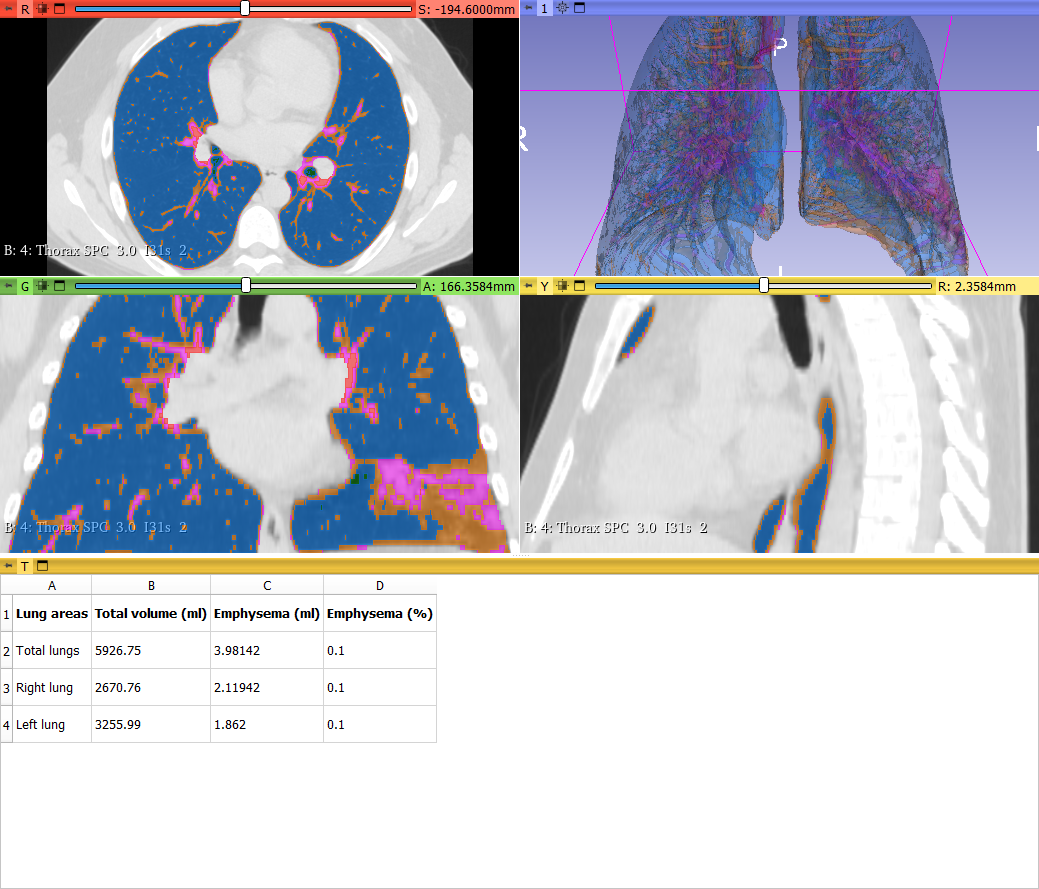 R S: -194.6000mm
1
P
R
L
B: 4: Thorax SPC 3.0 I31s 2
G A: 166.3584mm
Y R: 2.3584mm
B: 4: Thorax SPC 3.0 I31s 2
B: 4: Thorax SPC 3.0 I31s 2
T
A B C D
1 Lung areas Total volume (ml) Emphysema (ml) Emphysema (%)
2 Total lungs 5926.75 3.98142 0.1
3 Right lung 2670.76 2.11942 0.1
4 Left lung 3255.99 1.862 0.1